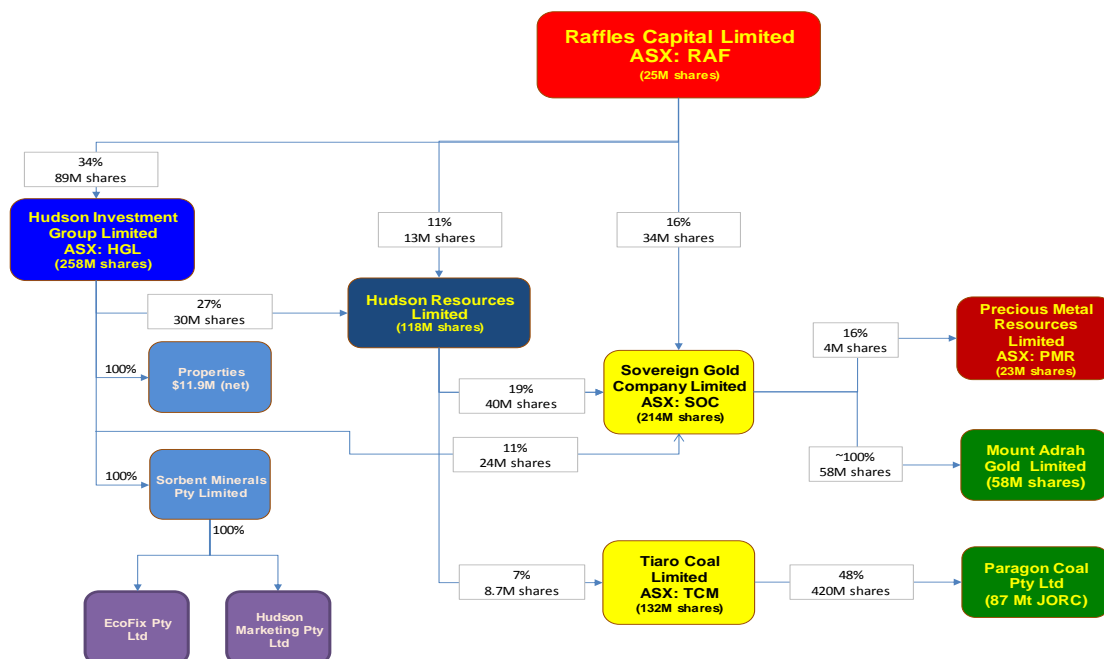 Raffles Capital Limited
ASX: RAF
(25M shares)
34%
89M shares
Hudson Investment
Group Limited
ASX: HGL
(258M shares)
11%
13M shares
16%
34M shares
27%
30M shares
Hudson Resources
Limited
(118M shares)
Precious Metal
Resources
Limited
ASX: PMR
(23M shares)
16%
4M shares
100%
Properties
$11.9M (net)
Sovereign Gold
Company Limited
ASX: SOC
(214M shares)
19%
40M shares
11%
24M shares
~100%
58M shares
Mount Adrah
Gold Limited
(58M shares)
100%
Sorbent Minerals
Pty Limited
100%
7%
8.7M shares
Tiaro Coal
Limited
ASX: TCM
(132M shares)
48%
420M shares
Paragon Coal
Pty Ltd
(87 Mt JORC)
EcoFix Pty
Ltd
Hudson
Marketing Pty
Ltd